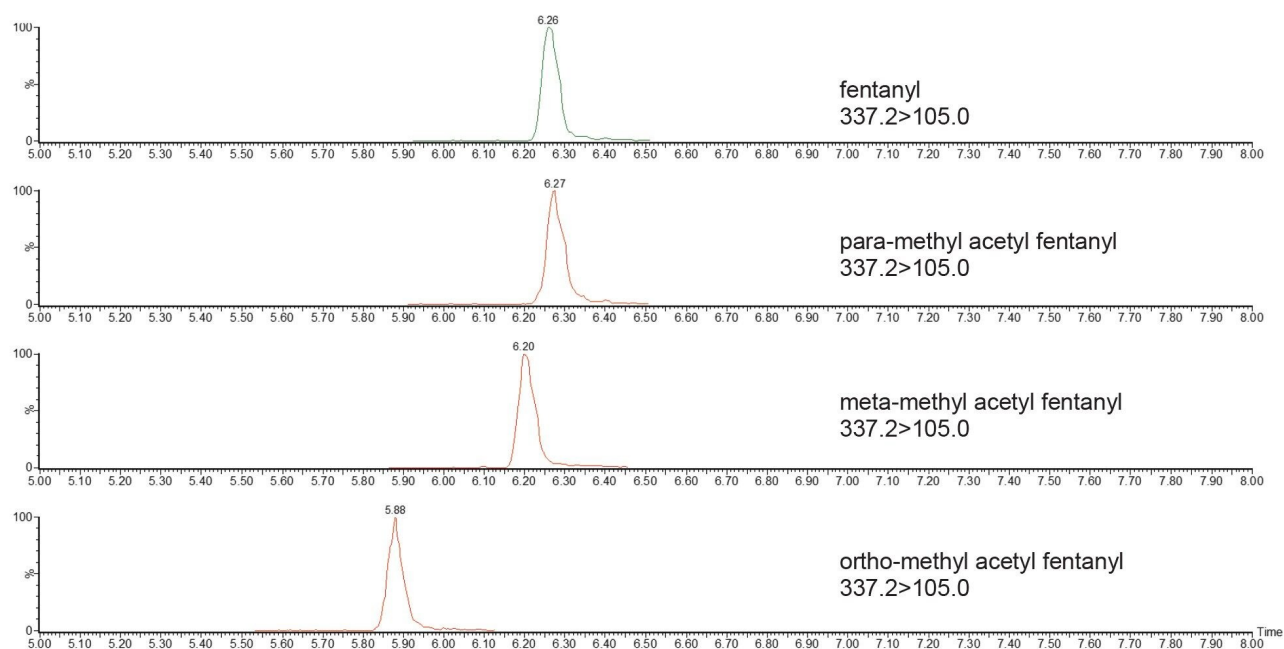 6.26
100
%
0
fentanyl
337.2>105.0
5.00 5.10 5.20 5.30 5.40 5.50 5.60 5.70 5.80 5.90 6.00 6.10 6.20 6.30 6.40 6.50 6.60 6.70 6.80 6.90 7.00 7.10 7.20 7.30 7.40 7.50 7.60 7.70 7.80 7.90 8.00
6.27
100
%
0
para-methyl acetyl fentanyl
337.2>105.0
5.00 5.10 5.20 5.30 5.40 5.50 5.60 5.70 5.80 5.90 6.00 6.10 6.20 6.30 6.40 6.50 6.60 6.70 6.80 6.90 7.00 7.10 7.20 7.30 7.40 7.50 7.60 7.70 7.80 7.90 8.00
6.20
100
%
0
meta-methyl acetyl fentanyl
337.2>105.0
5.00 5.10 5.20 5.30 5.40 5.50 5.60 5.70 5.80 5.90 6.00 6.10 6.20 6.30 6.40 6.50 6.60 6.70 6.80 6.90 7.00 7.10 7.20 7.30 7.40 7.50 7.60 7.70 7.80 7.90 8.00
5.88
100
%
0
ortho-methyl acetyl fentanyl
337.2>105.0
Time
5.00 5.10 5.20 5.30 5.40 5.50 5.60 5.70 5.80 5.90 6.00 6.10 6.20 6.30 6.40 6.50 6.60 6.70 6.80 6.90 7.00 7.10 7.20 7.30 7.40 7.50 7.60 7.70 7.80 7.90 8.00